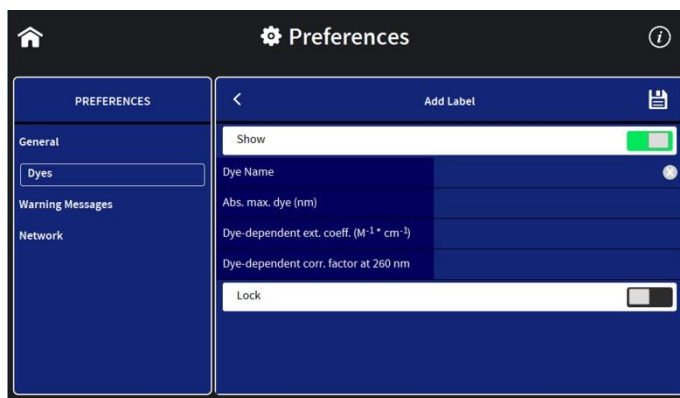 Preferences
PREFERENCES
General
Dyes
Warning Messages
Network
Add Label
Show
Dye Name
Abs. max. dye (nm)
Dye-dependent ext. coeff. (M⁻¹ * cm⁻¹)
Dye-dependent corr. factor at 260 nm
Lock